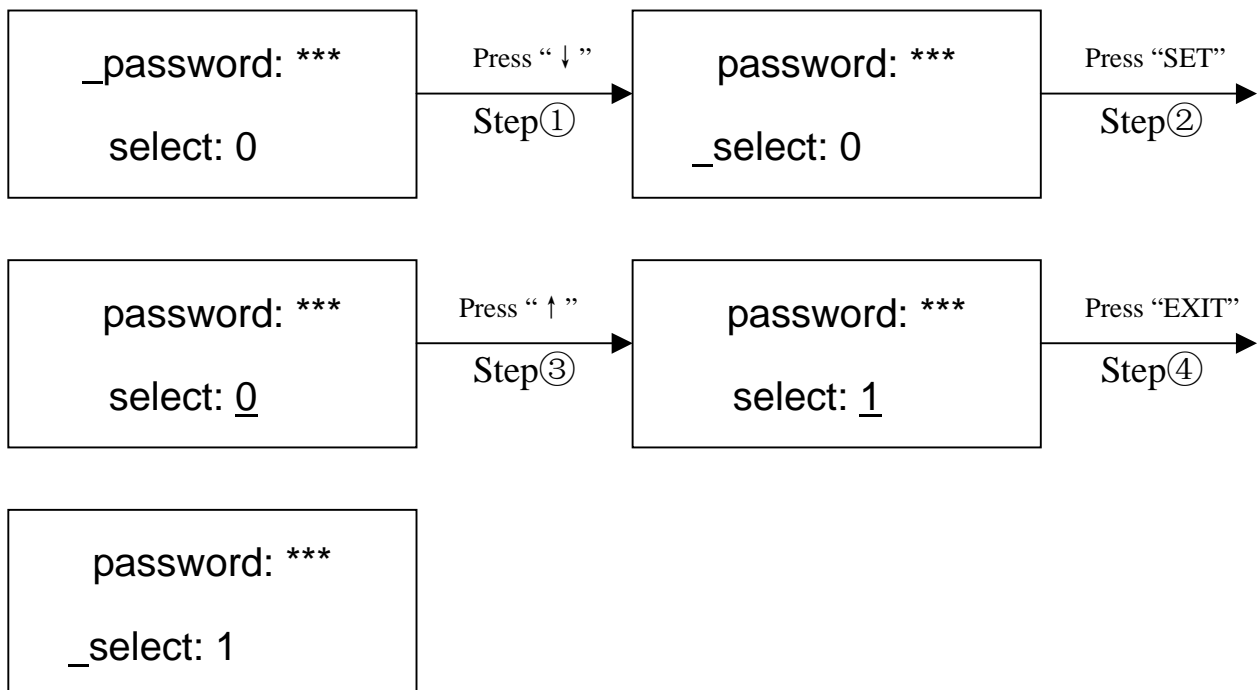 _password: ***
Press “ ↓ ”
Step①
select: 0
password: ***
Press “SET”
Step②
_select: 0
password: ***
Press “ ↑ ”
Step③
select: 0
password: ***
Press “EXIT”
Step④
select: 1
password: ***
_select: 1